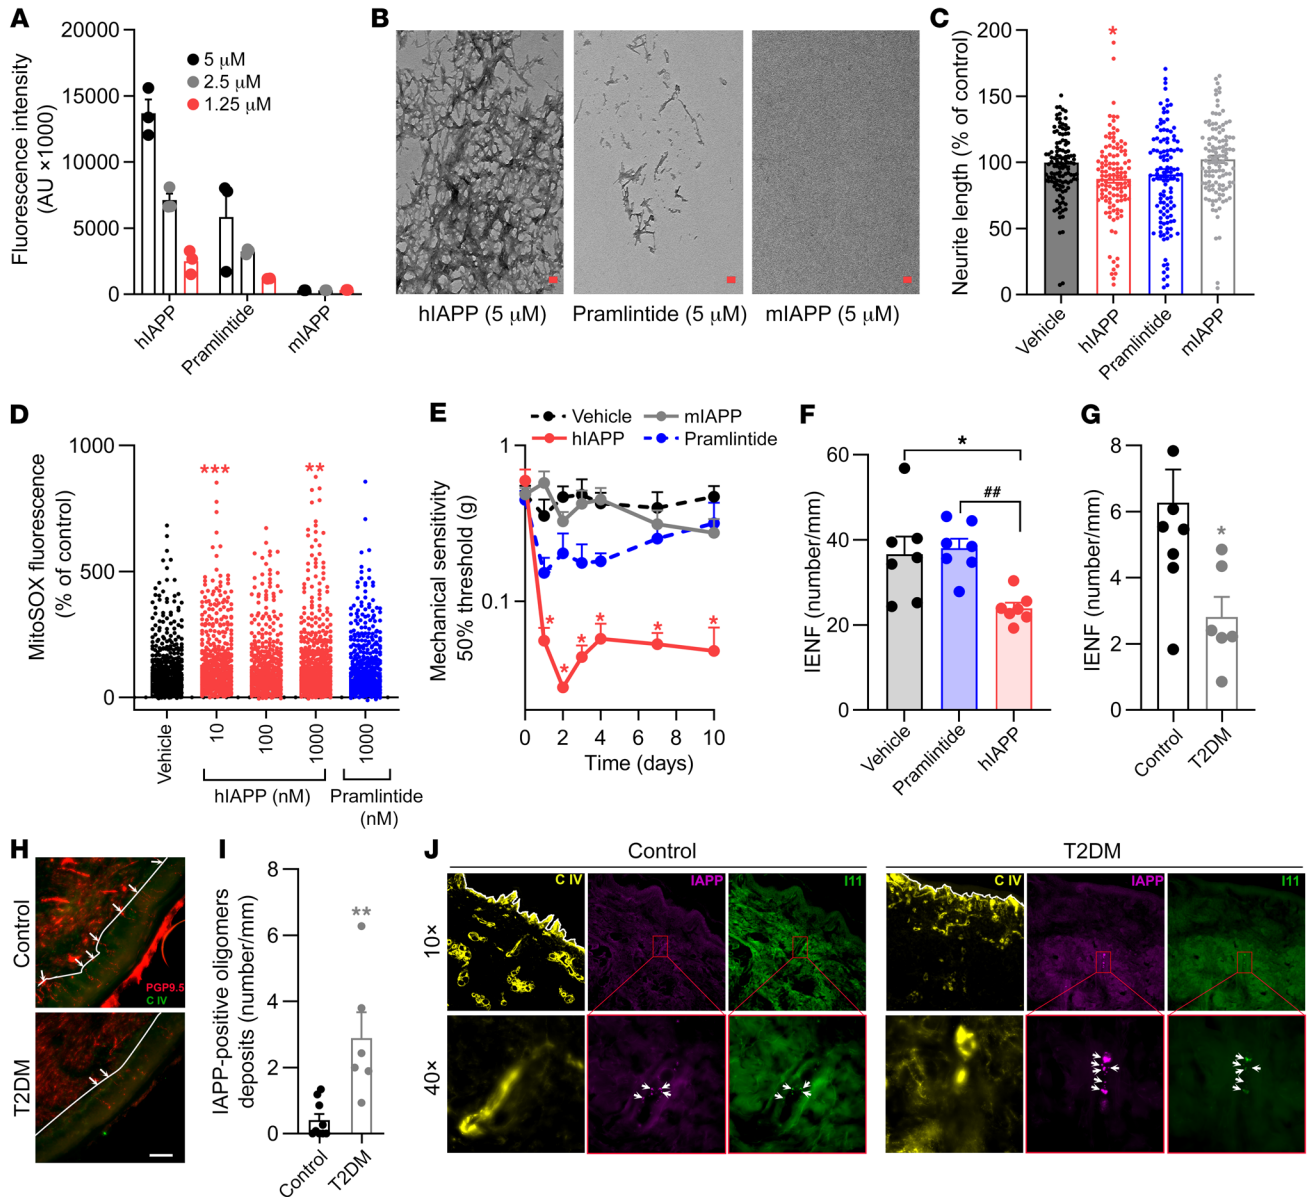 A
Fluorescence intensity
(AU ×1000)
20000
15000
10000
5000
0
5 μM
2.5 μM
1.25 μM
hIAPP
Pramlintide
mIAPP
B
hIAPP (5 μM)
Pramlintide (5 μM)
mIAPP (5 μM)
C
Neurite length (% of control)
200
150
100
50
0
*
Vehicle
hIAPP
Pramlintide
mIAPP
D
MitoSOX fluorescence
(% of control)
1000
500
0
***
**
Vehicle
10
100
1000
1000
hIAPP (nM)
Pramlintide
(nM)
E
Vehicle
mIAPP
hIAPP
Pramlintide
Mechanical sensitivity
50% threshold (g)
1
0.1
* * * * * *
0 2 4 6 8 10
Time (days)
F
IENF (number/mm)
60
40
20
0
*
##
Vehicle
Pramlintide
hIAPP
G
IENF (number/mm)
8
6
4
2
0
*
Control
T2DM
H
Control
PGP9.5
C IV
T2DM
I
IAPP-positive oligomers
deposits (number/mm)
8
6
4
2
0
**
Control
T2DM
J
Control
T2DM
10×
C IV
IAPP
I11
C IV
IAPP
I11
40×